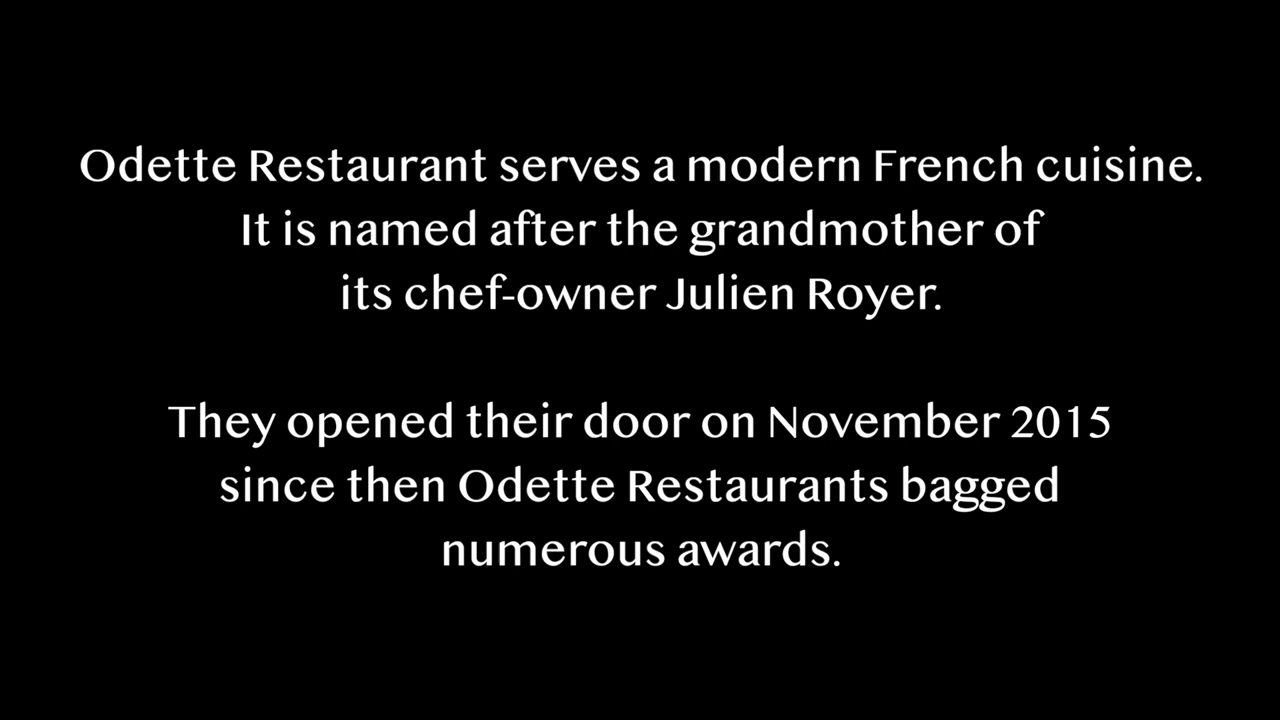 Odette Restaurant serves a modern French cuisine.
It is named after the grandmother of
its chef-owner Julien Royer.
They opened their door on November 2015
since then Odette Restaurants bagged
numerous awards.